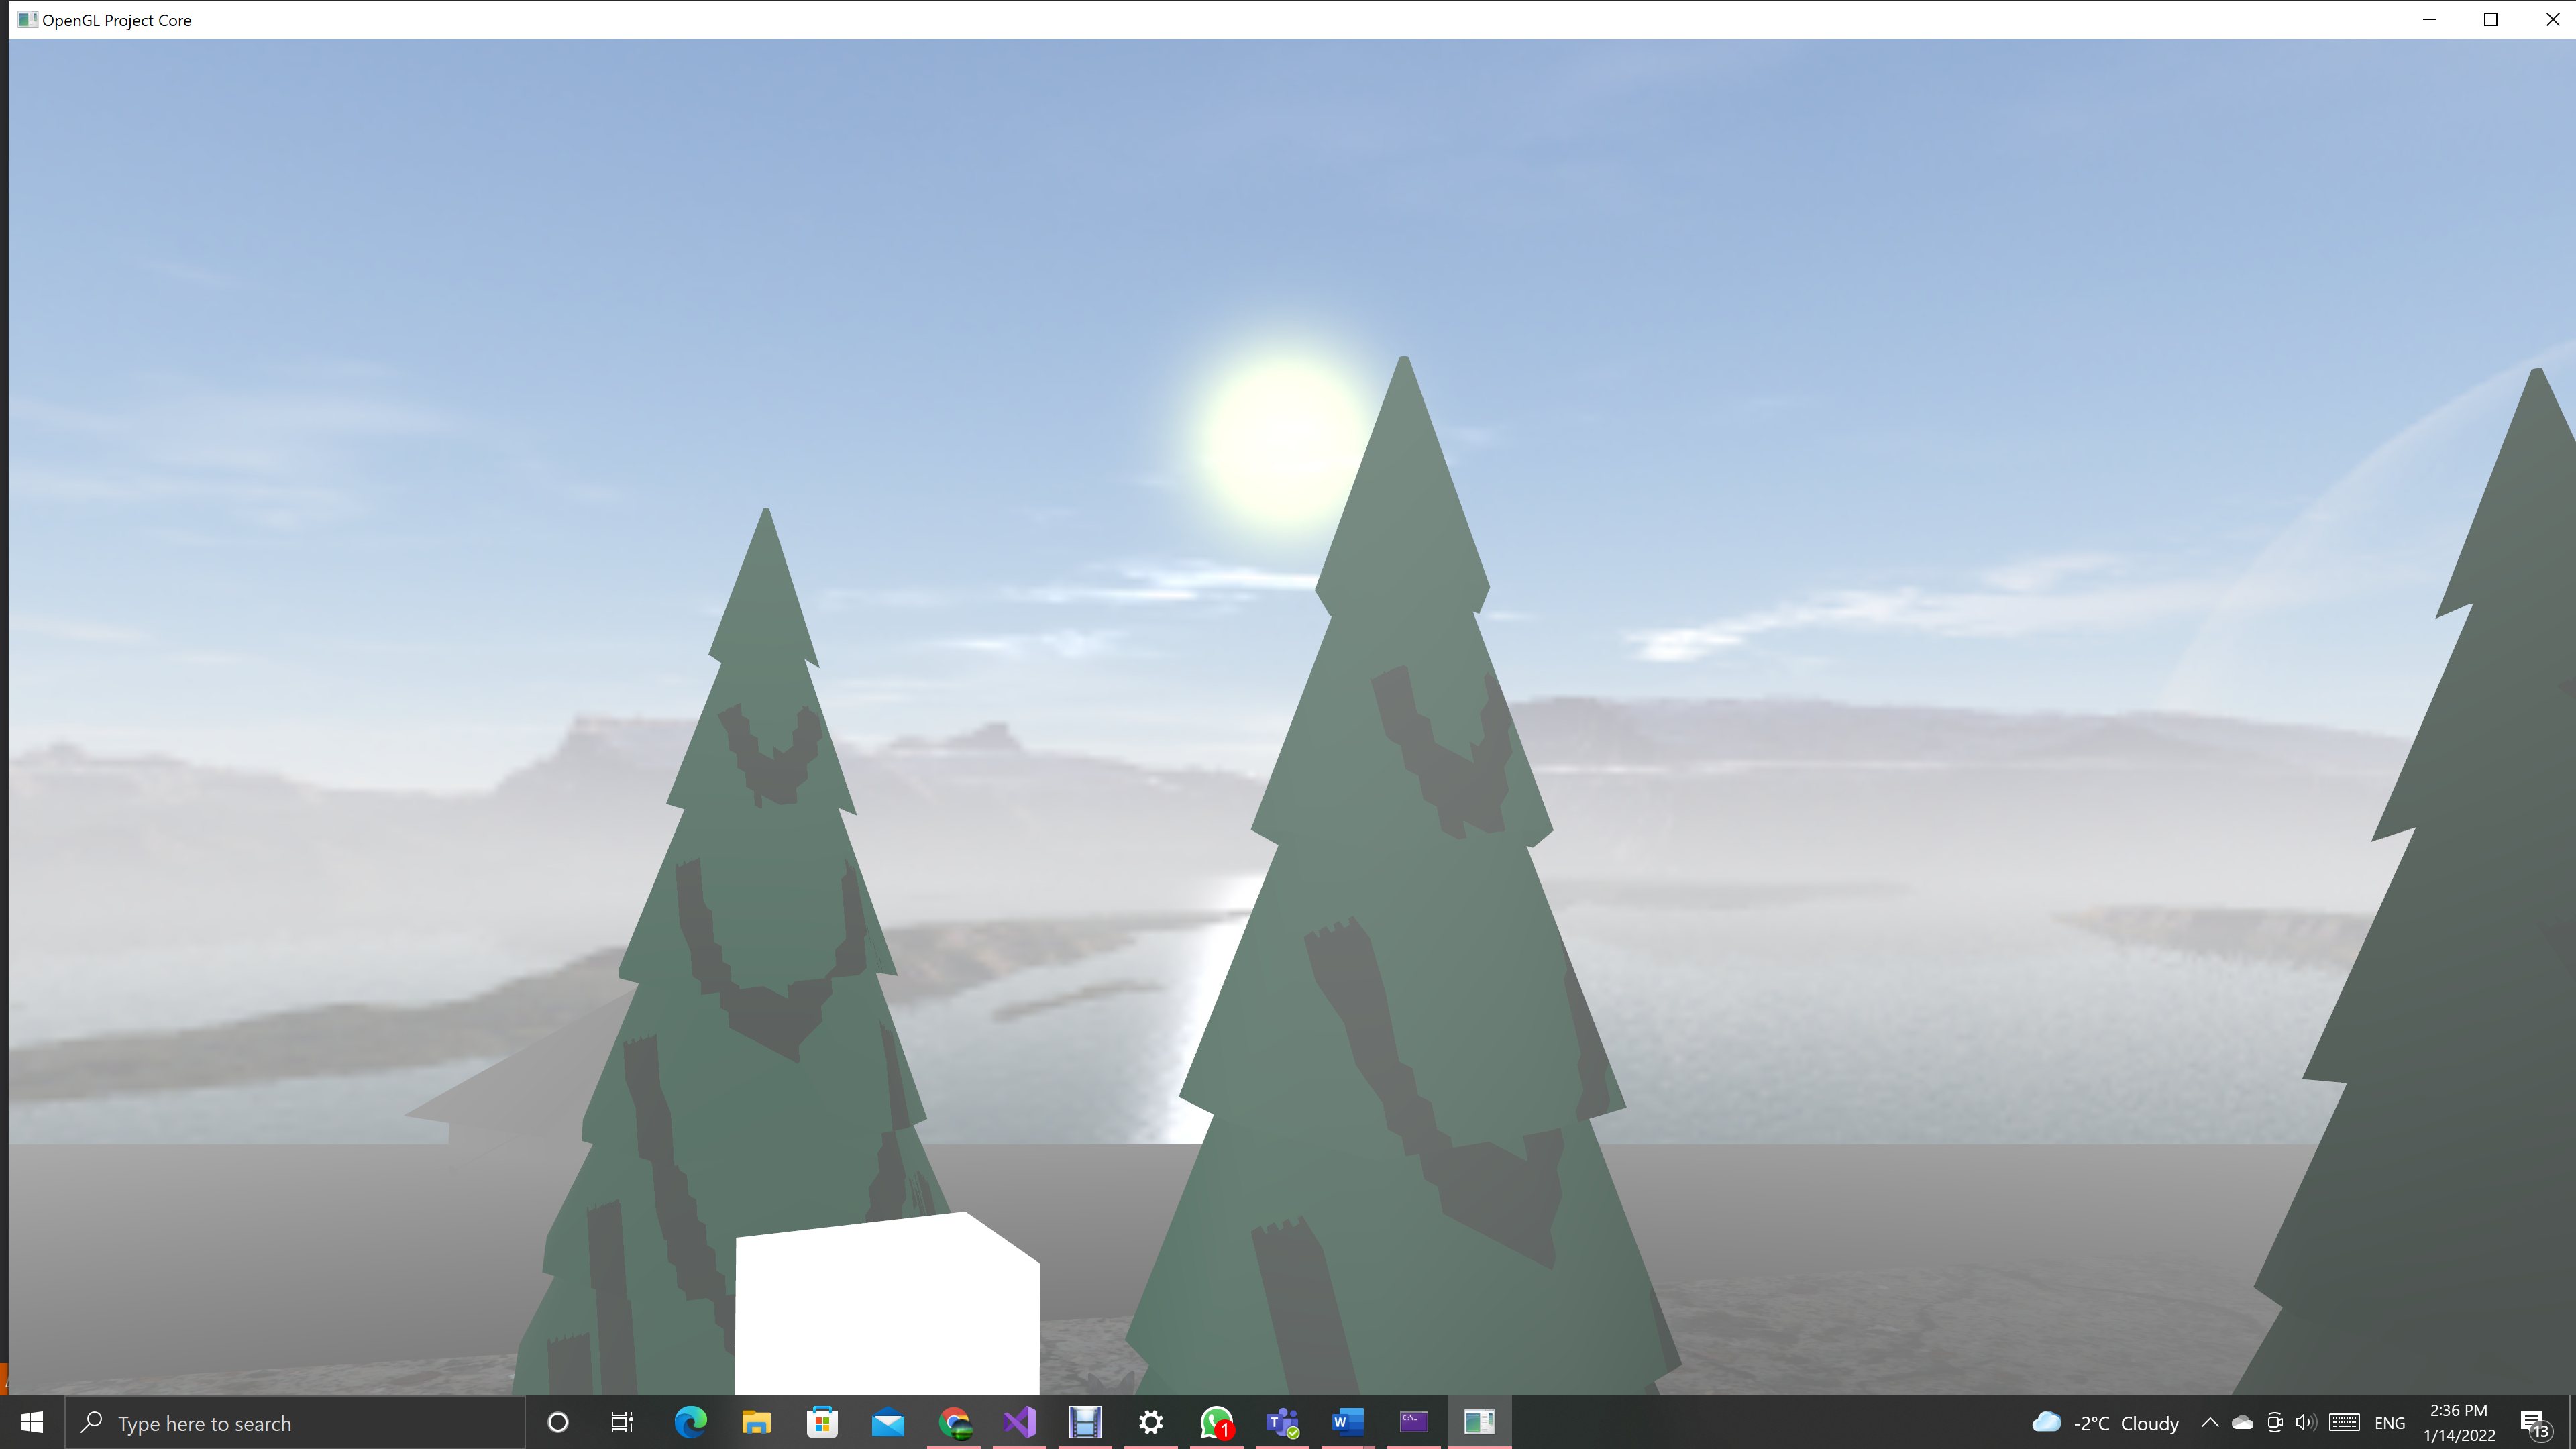 OpenGL Project Core
Type here to search
1
T
W
C:\_
-2°C Cloudy
ENG
2:36 PM
1/14/2022
13